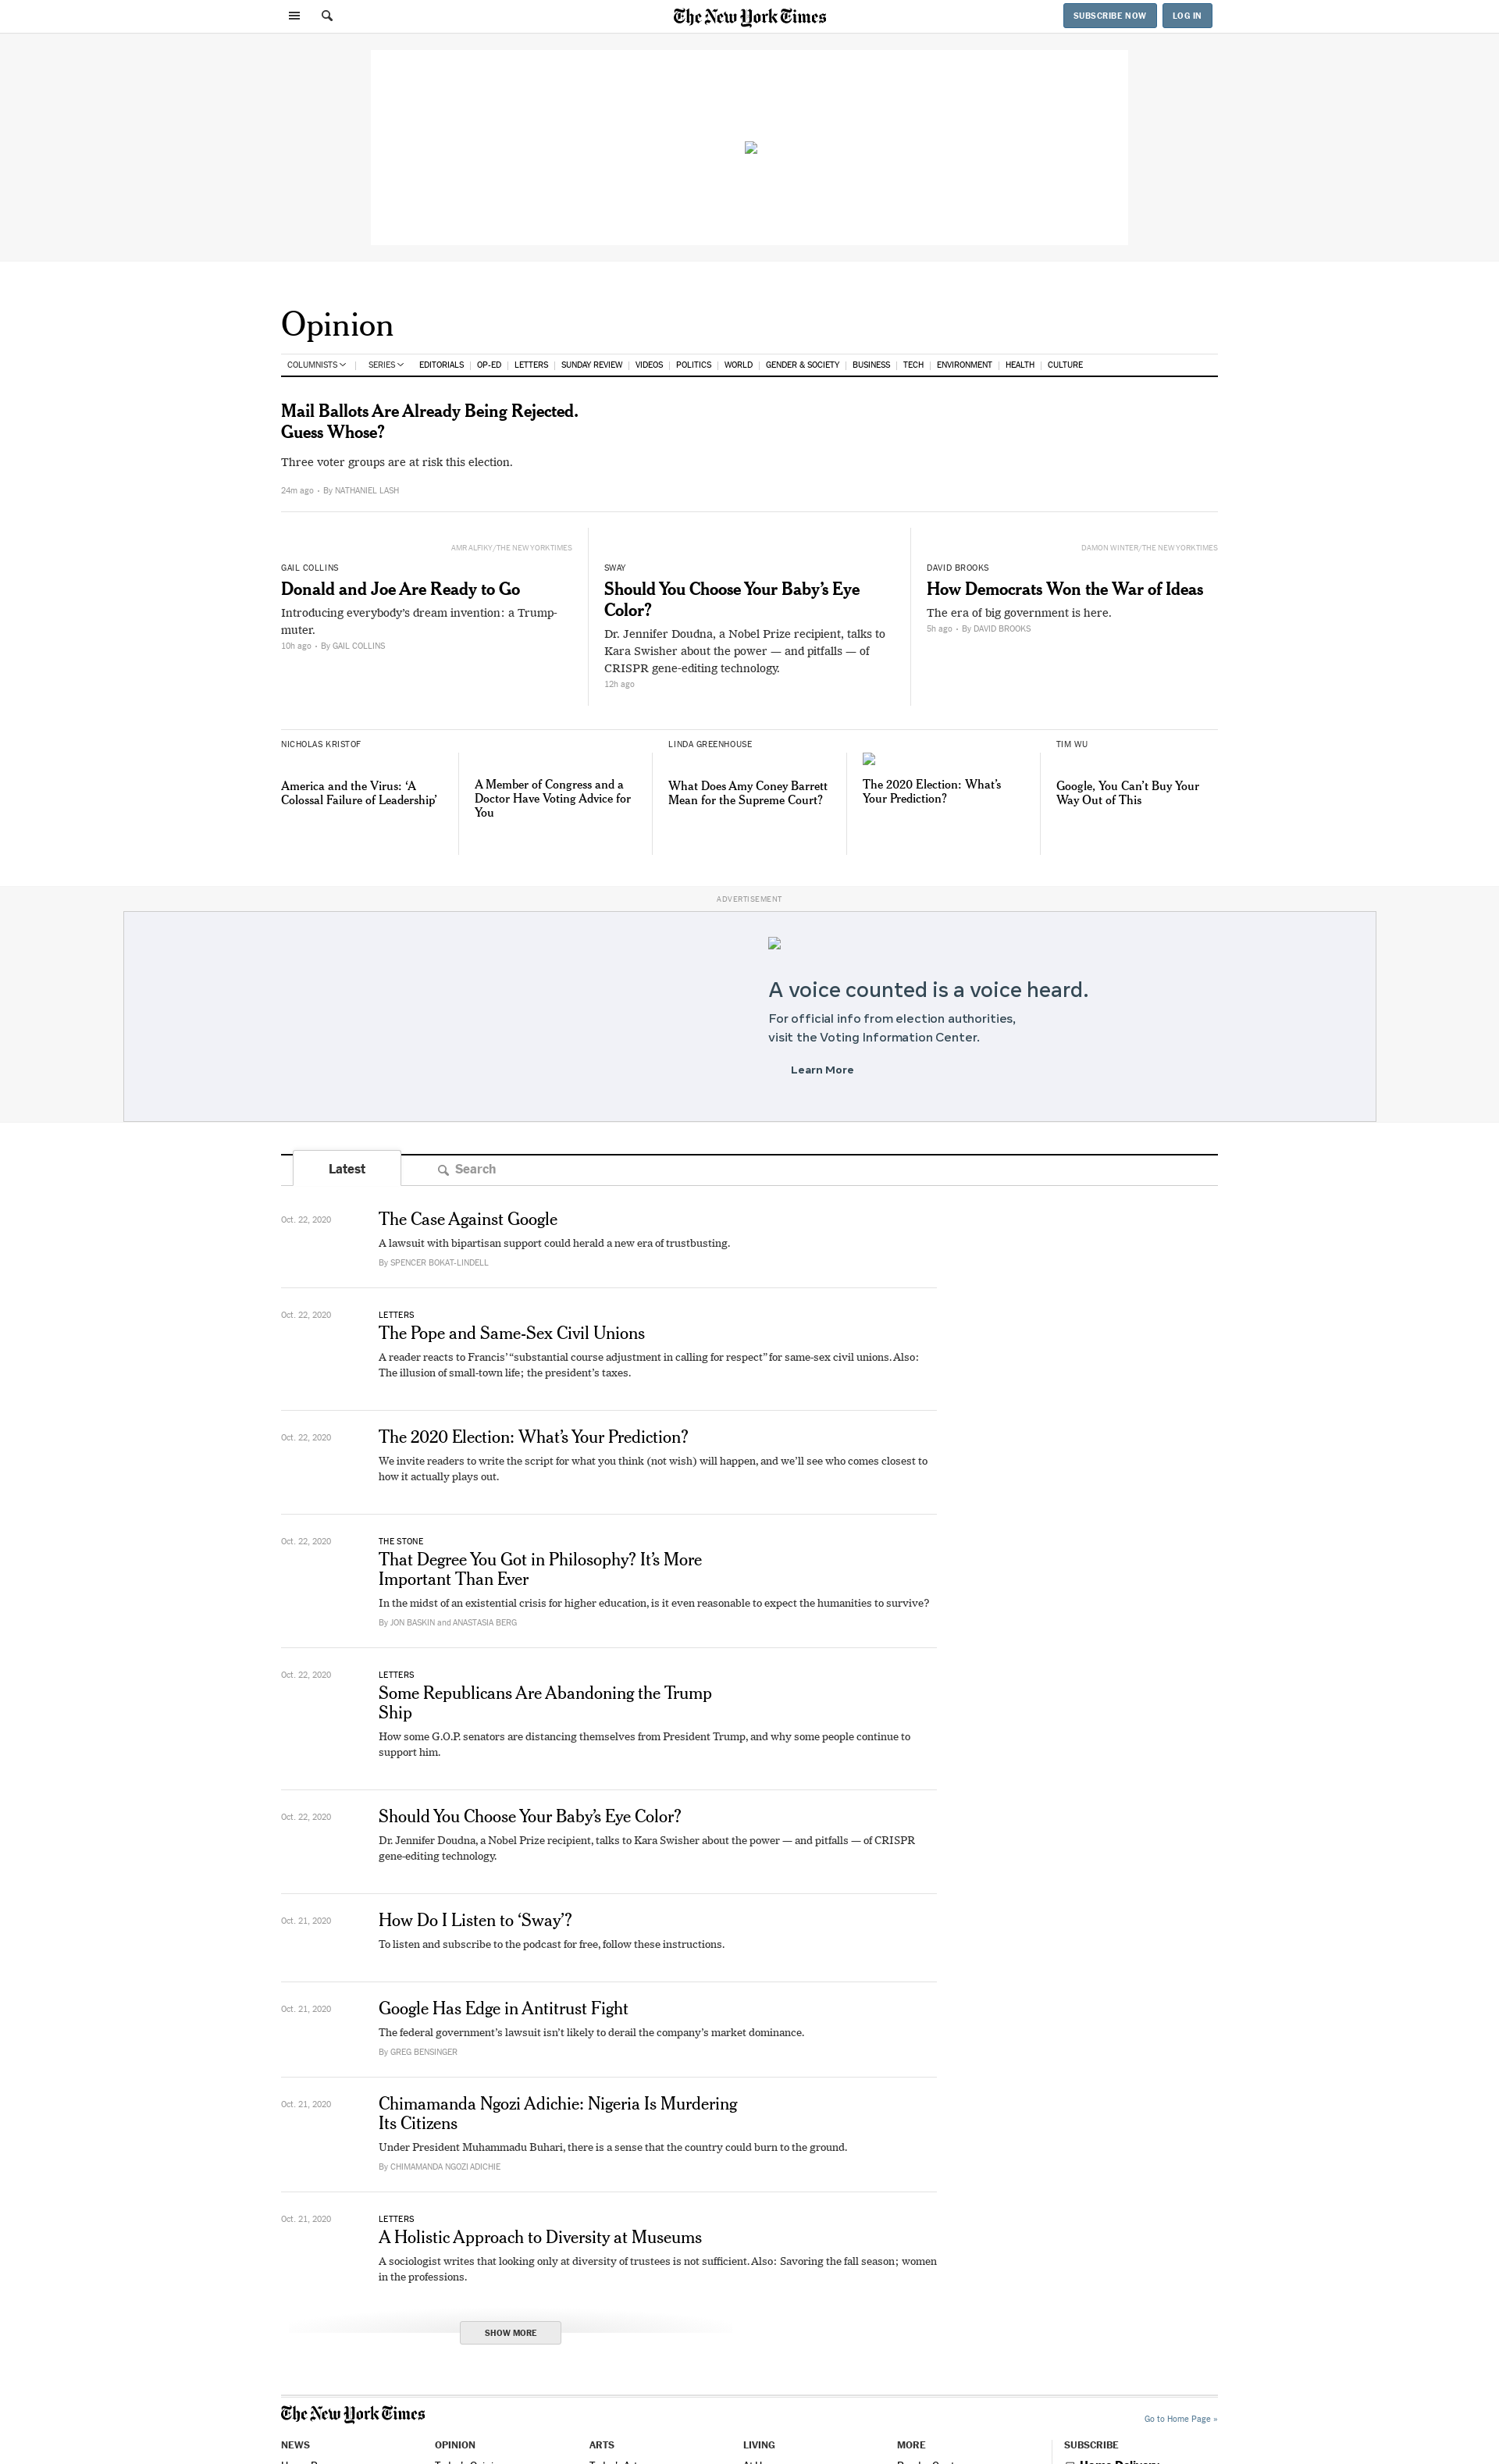 The New York Times
SUBSCRIBE NOW
LOG IN
Opinion
COLUMNISTS
SERIES
EDITORIALS
OP-ED
LETTERS
SUNDAY REVIEW
VIDEOS
POLITICS
WORLD
GENDER & SOCIETY
BUSINESS
TECH
ENVIRONMENT
HEALTH
CULTURE
Mail Ballots Are Already Being Rejected.
Guess Whose?
Three voter groups are at risk this election.
24m ago • By NATHANIEL LASH
AMR ALFIKY/THE NEW YORK TIMES
GAIL COLLINS
Donald and Joe Are Ready to Go
Introducing everybody’s dream invention: a Trump-
muter.
10h ago • By GAIL COLLINS
SWAY
Should You Choose Your Baby’s Eye
Color?
Dr. Jennifer Doudna, a Nobel Prize recipient, talks to
Kara Swisher about the power — and pitfalls — of
CRISPR gene-editing technology.
12h ago
DAMON WINTER/THE NEW YORK TIMES
DAVID BROOKS
How Democrats Won the War of Ideas
The era of big government is here.
5h ago • By DAVID BROOKS
NICHOLAS KRISTOF
America and the Virus: ‘A
Colossal Failure of Leadership’
A Member of Congress and a
Doctor Have Voting Advice for
You
LINDA GREENHOUSE
What Does Amy Coney Barrett
Mean for the Supreme Court?
The 2020 Election: What’s
Your Prediction?
TIM WU
Google, You Can’t Buy Your
Way Out of This
ADVERTISEMENT
A voice counted is a voice heard.
For official info from election authorities,
visit the Voting Information Center.
Learn More
Latest
Search
Oct. 22, 2020
The Case Against Google
A lawsuit with bipartisan support could herald a new era of trustbusting.
By SPENCER BOKAT-LINDELL
Oct. 22, 2020
LETTERS
The Pope and Same-Sex Civil Unions
A reader reacts to Francis’ “substantial course adjustment in calling for respect” for same-sex civil unions. Also:
The illusion of small-town life; the president’s taxes.
Oct. 22, 2020
The 2020 Election: What’s Your Prediction?
We invite readers to write the script for what you think (not wish) will happen, and we’ll see who comes closest to
how it actually plays out.
Oct. 22, 2020
THE STONE
That Degree You Got in Philosophy? It’s More
Important Than Ever
In the midst of an existential crisis for higher education, is it even reasonable to expect the humanities to survive?
By JON BASKIN and ANASTASIA BERG
Oct. 22, 2020
LETTERS
Some Republicans Are Abandoning the Trump
Ship
How some G.O.P. senators are distancing themselves from President Trump, and why some people continue to
support him.
Oct. 22, 2020
Should You Choose Your Baby’s Eye Color?
Dr. Jennifer Doudna, a Nobel Prize recipient, talks to Kara Swisher about the power — and pitfalls — of CRISPR
gene-editing technology.
Oct. 21, 2020
How Do I Listen to ‘Sway’?
To listen and subscribe to the podcast for free, follow these instructions.
Oct. 21, 2020
Google Has Edge in Antitrust Fight
The federal government’s lawsuit isn’t likely to derail the company’s market dominance.
By GREG BENSINGER
Oct. 21, 2020
Chimamanda Ngozi Adichie: Nigeria Is Murdering
Its Citizens
Under President Muhammadu Buhari, there is a sense that the country could burn to the ground.
By CHIMAMANDA NGOZI ADICHIE
Oct. 21, 2020
LETTERS
A Holistic Approach to Diversity at Museums
A sociologist writes that looking only at diversity of trustees is not sufficient. Also: Savoring the fall season; women
in the professions.
SHOW MORE
The New York Times
Go to Home Page »
NEWS
OPINION
ARTS
LIVING
MORE
SUBSCRIBE